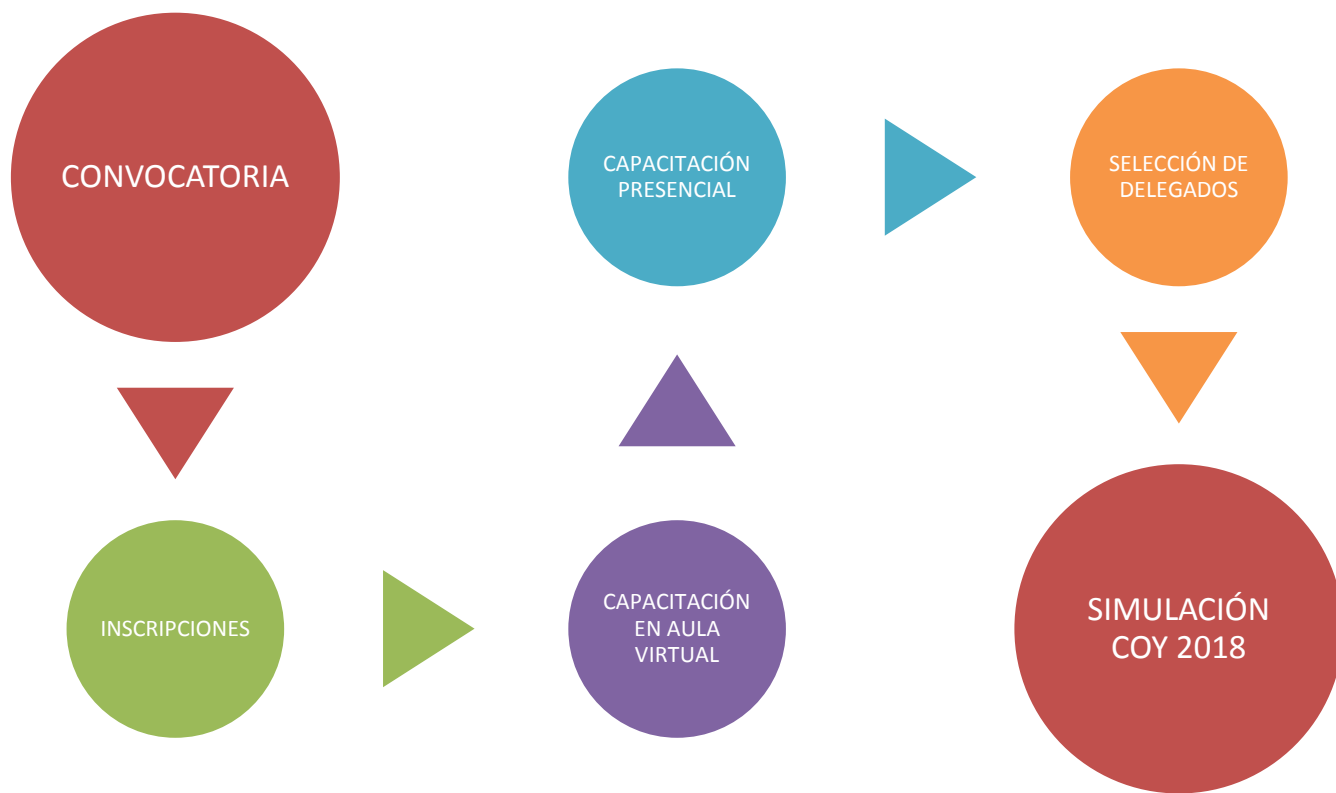 CONVOCATORIA
INSCRIPCIONES
CAPACITACIÓN
EN AULA
VIRTUAL
CAPACITACIÓN
PRESENCIAL
SELECCIÓN DE
DELEGADOS
SIMULACIÓN
COY 2018